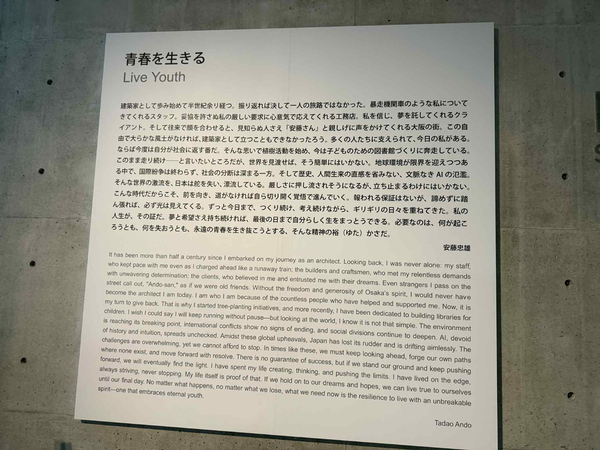 青春を生きる
Live Youth
建築家として歩み始めて半世紀余り経つ。振り返れば決して一人の旅路ではなかった。暴走機関車のような私について
きてくれるスタッフ。妥協を許さぬ私の厳しい要求に心意気で応えてくれる工務店。私を信じ、夢を託してくれるクラ
イアント。そして往来で顔を合わせると、見知らぬ人さえ「安藤さん」と親しげに声をかけてくれる大阪の街。この自
由で大らかな風土がなければ、建築家として立つこともできなかったろう。多くの人たちに支えられて、今日の私がある。
ならば今度は自分が社会に返す番だ。そんな思いで植樹活動を始め、今は子どものための図書館づくりに奔走している。
このまま走り続け――と言いたいところだが、世界を見渡せば、そう簡単にはいかない。地球環境が限界を迎えつつあ
る中で、国際紛争は終わらず、社会の分断は深まる一方。そして歴史、人間生来の直感を省みない、文脈なき AI の氾濫。
そんな世界の激流を、日本は舵を失い、漂流している。厳しさに押し流されそうになるが、立ち止まるわけにはいかない。
こんな時代だからこそ、前を向き、道がなければ自ら切り開く覚悟で進んでいく。報われる保証はないが、諦めずに踏
ん張れば、必ず光は見えてくる。ずっと今日まで、つくり続け、考え続けながら、ギリギリの日々を重ねてきた。私の
人生が、その証だ。夢と希望さえ持ち続ければ、最後の日まで自分らしく生をまっとうできる。必要なのは、何が起こ
ろうとも、何を失おうとも、永遠の青春を生き抜こうとする、そんな精神の裕（ゆた）かさだ。
安藤忠雄
It has been more than half a century since I embarked on my journey as an architect. Looking back, I was never alone: my staff,
who kept pace with me even as I charged ahead like a runaway train; the builders and craftsmen, who met my relentless demands
with unwavering determination; the clients, who believed in me and entrusted me with their dreams. Even strangers I pass on the
street call out, "Ando-san," as if we were old friends. Without the freedom and generosity of Osaka's spirit, I would never have
become the architect I am today. I am who I am because of the countless people who have helped and supported me. Now, it is
my turn to give back. That is why I started tree-planting initiatives; and more recently, I have been dedicated to building libraries for
children. I wish I could say I will keep running without pause—but looking at the world, I know it is not that simple. The environment
is reaching its breaking point, international conflicts show no signs of ending, and social divisions continue to deepen. AI, devoid
of history and intuition, spreads unchecked. Amidst these global upheavals, Japan has lost its rudder and is drifting aimlessly. The
challenges are overwhelming, yet we cannot afford to stop. In times like these, we must keep looking ahead, forge our own paths
where none exist, and move forward with resolve. There is no guarantee of success, but if we stand our ground and keep pushing
forward, we will eventually find the light. I have spent my life creating, thinking, and pushing the limits. I have lived on the edge,
always striving, never stopping. My life itself is proof of that. If we hold on to our dreams and hopes, we can live true to ourselves
until our final day. No matter what happens, no matter what we lose, what we need now is the resilience to live with an unbreakable
spirit—one that embraces eternal youth.
Tadao Ando